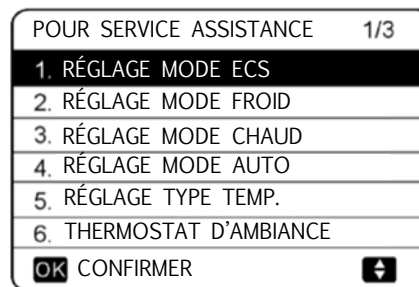 POUR SERVICE ASSISTANCE 1/3
1. RÉGLAGE MODE ECS
2. RÉGLAGE MODE FROID
3. RÉGLAGE MODE CHAUD
4. RÉGLAGE MODE AUTO
5. RÉGLAGE TYPE TEMP.
6. THERMOSTAT D'AMBIANCE
OK CONFIRMER